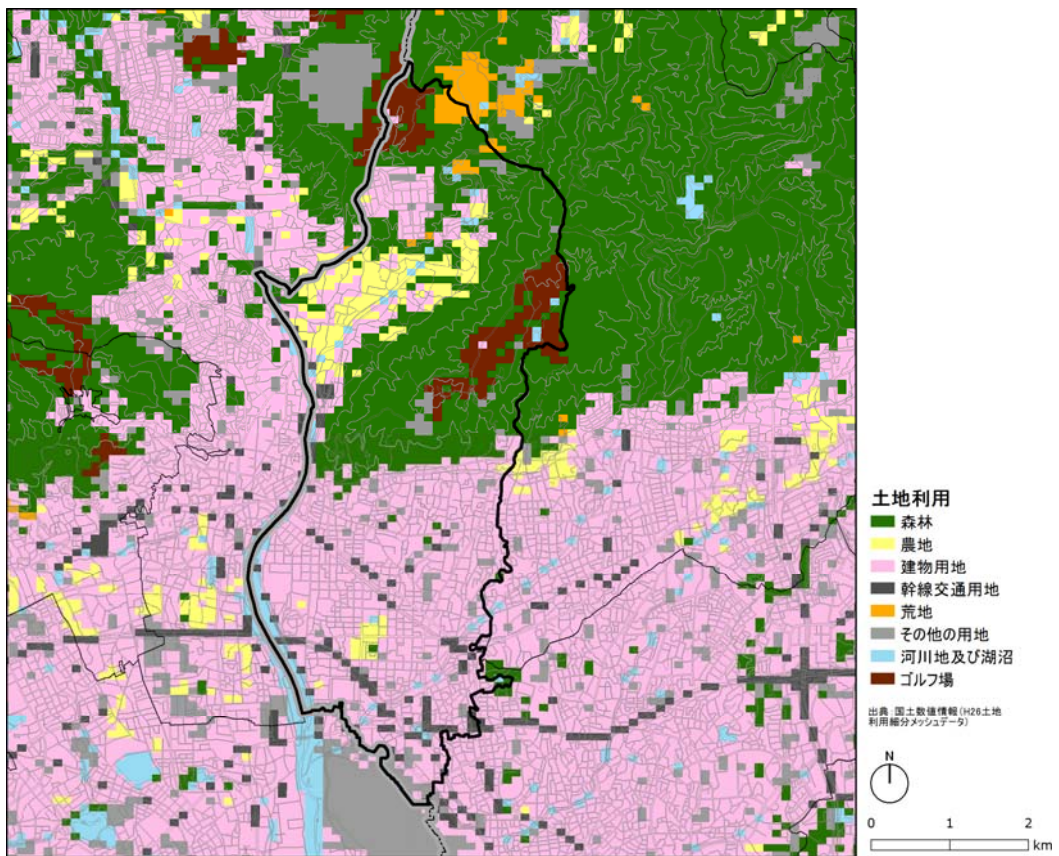 土地利用
森林
農地
建物用地
幹線交通用地
荒地
その他の用地
河川地及び湖沼
ゴルフ場
出典：国土数値情報（H26土地
利用細分メッシュデータ）
N
0 1 2
km